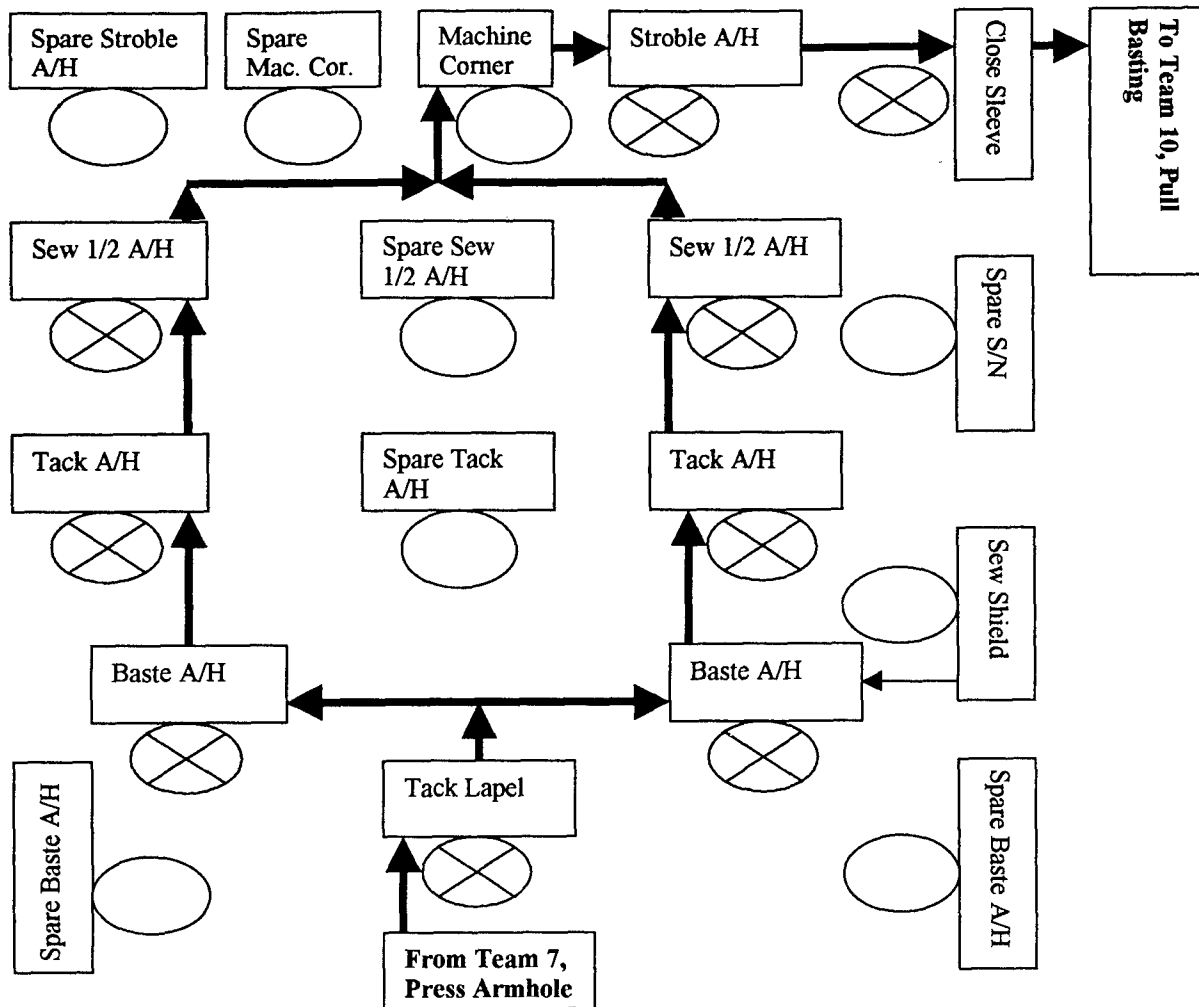 Spare Stroble
A/H
Spare
Mac. Cor.
Machine
Corner
Stroble A/H
Close Sleeve
To Team 10, Pull
Basting
Sew 1/2 A/H
Spare Sew
1/2 A/H
Sew 1/2 A/H
Spare S/N
Tack A/H
Spare Tack
A/H
Tack A/H
Sew Shield
Baste A/H
Baste A/H
Spare Baste A/H
Tack Lapel
Spare Baste A/H
From Team 7,
Press Armhole